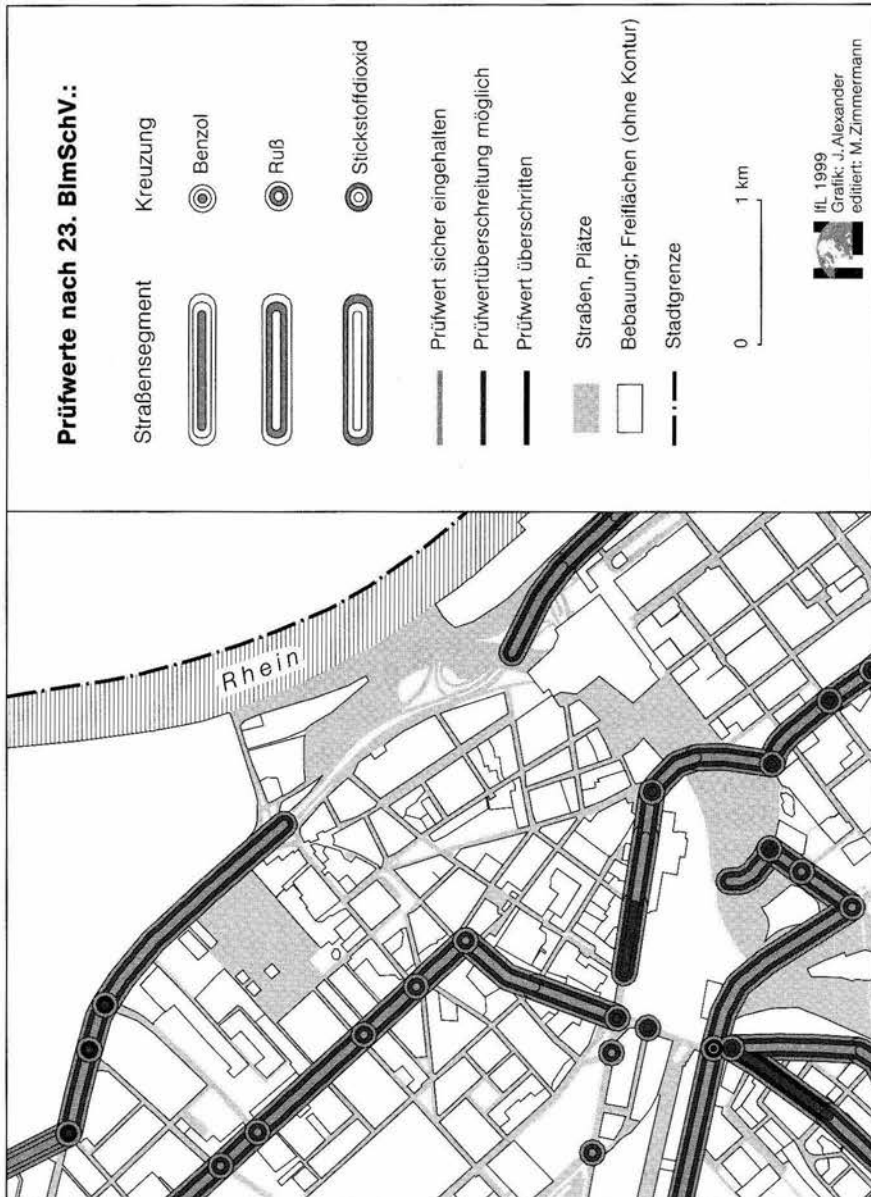 Prüfwerte nach 23. BImSchV.:
Straßensegment
Kreuzung
Benzol
Ruß
Stickstoffdioxid
Prüfwert sicher eingehalten
Prüfwertüberschreitung möglich
Prüfwert überschritten
Straßen, Plätze
Bebauung; Freiflächen (ohne Kontur)
Stadtgrenze
0
1 km
IfL 1999
Grafik: J.Alexander
editiert: M.Zimmermann
Rhein